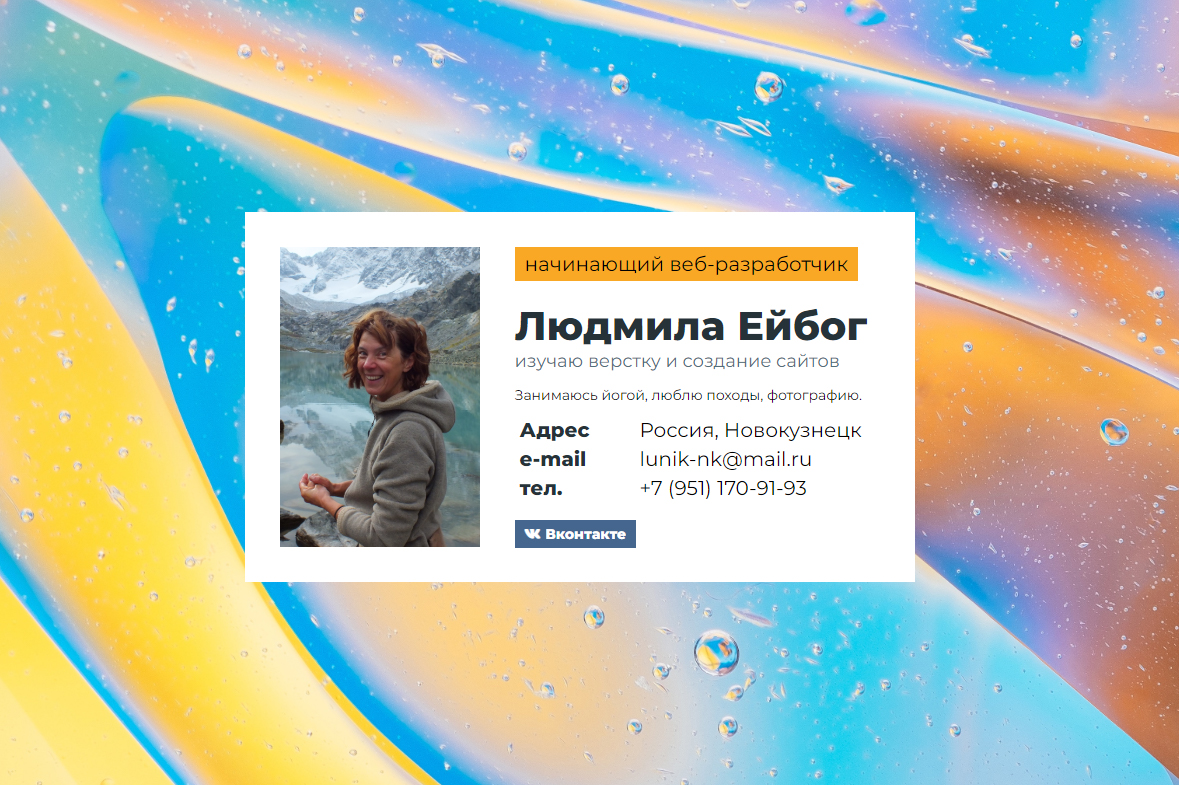 начинающий веб-разработчик
Людмила Ейбог
изучаю верстку и создание сайтов
Занимаюсь йогой, люблю походы, фотографию.
Адрес Россия, Новокузнецк
e-mail lunik-nk@mail.ru
тел. +7 (951) 170-91-93
Вконтакте